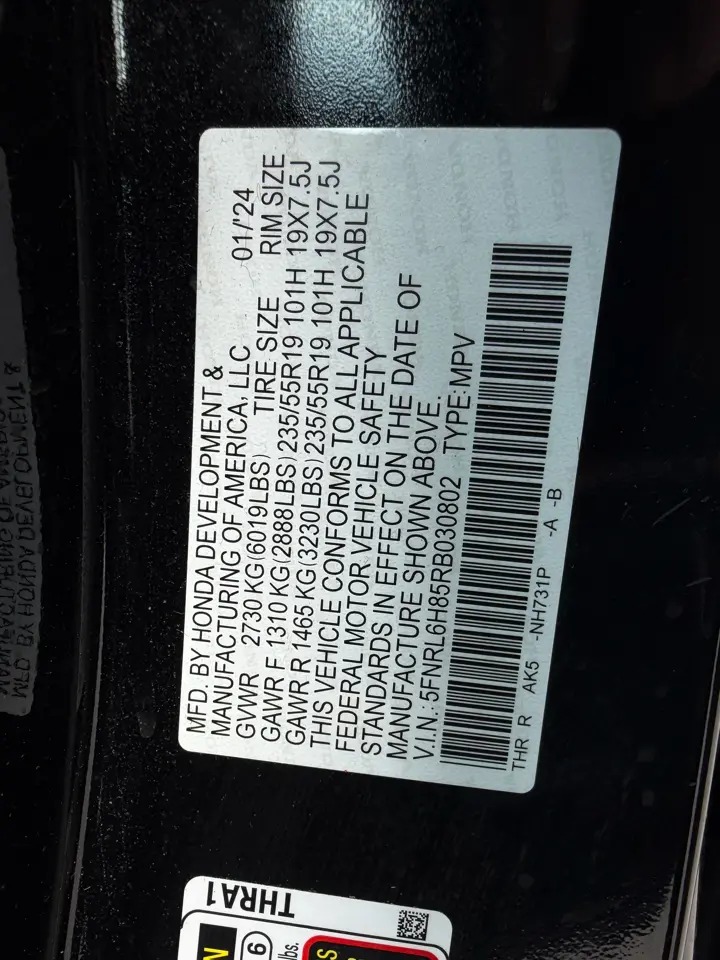 MFD. BY HONDA DEVELOPMENT &
MANUFACTURING OF AMERICA, LLC 01/'24
GVWR 2730 KG (6019LBS) TIRE SIZE RIM SIZE
GAWR F 1310 KG (2888LBS) 235/55R19 101H 19X7.5J
GAWR R 1465 KG (3230LBS) 235/55R19 101H 19X7.5J
THIS VEHICLE CONFORMS TO ALL APPLICABLE
FEDERAL MOTOR VEHICLE SAFETY
STANDARDS IN EFFECT ON THE DATE OF
MANUFACTURE SHOWN ABOVE.
V.I.N.: 5FNRL6H85RB030802 TYPE:MPV
THR R AK5 -NH731P -A -B
THRA1
6
lbs.